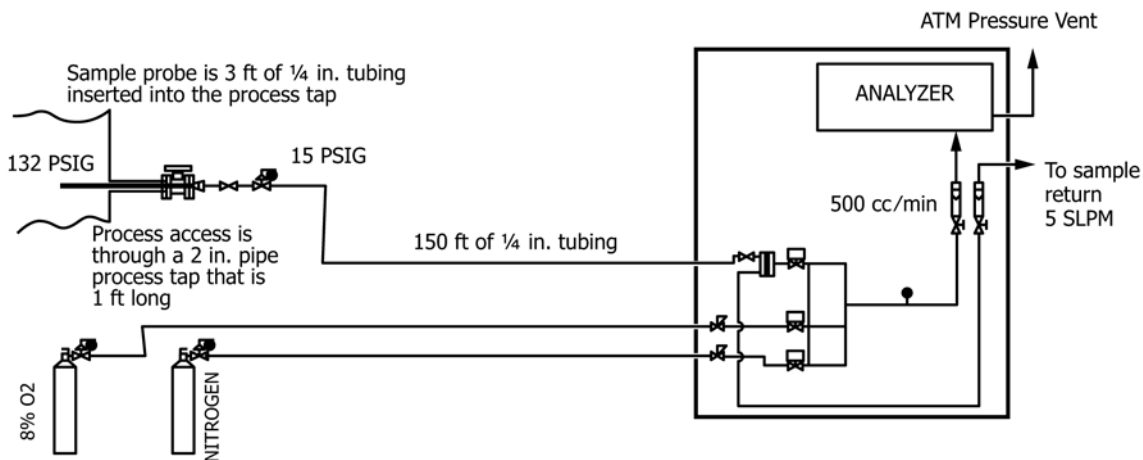 ATM Pressure Vent
Sample probe is 3 ft of ¼ in. tubing
inserted into the process tap
ANALYZER
132 PSIG
15 PSIG
To sample
return
5 SLPM
500 cc/min
Process access is
through a 2 in. pipe
process tap that is
1 ft long
150 ft of ¼ in. tubing
8% O2
NITROGEN